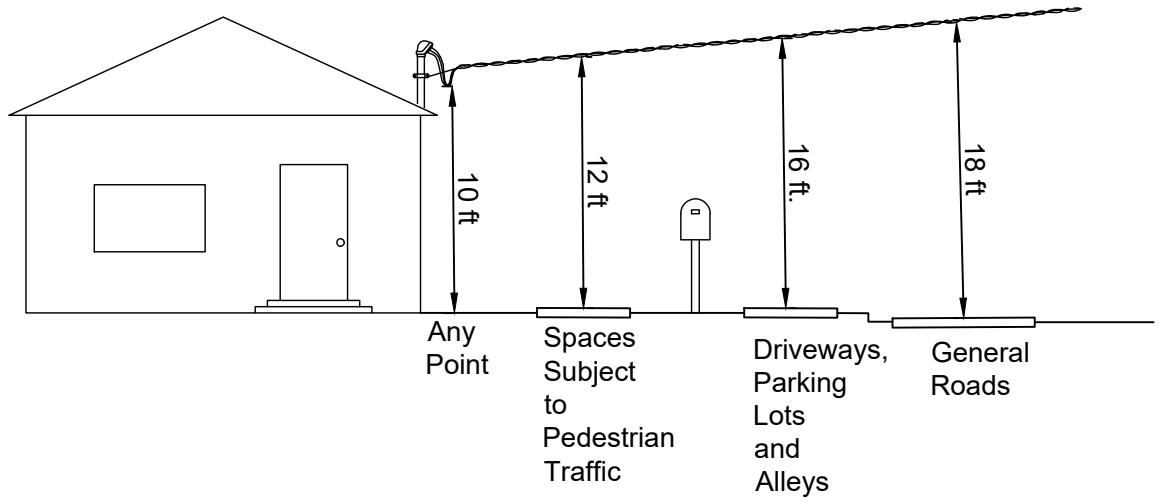 10 ft
12 ft
16 ft.
18 ft
Any
Point
Spaces
Subject
to
Pedestrian
Traffic
Driveways,
Parking
Lots
and
Alleys
General
Roads